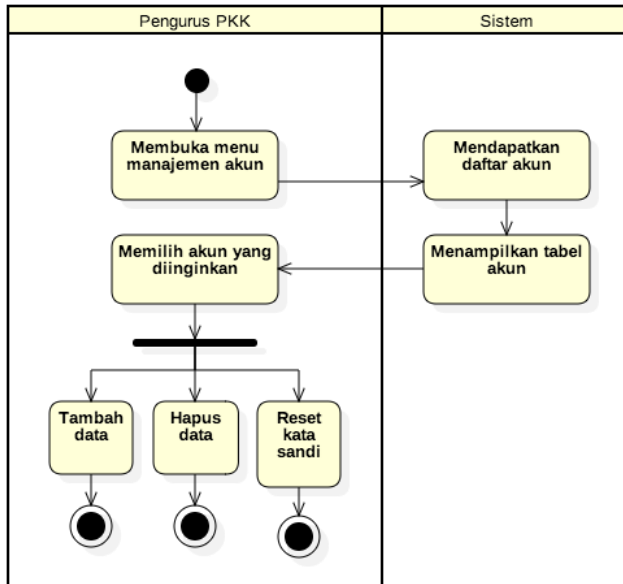 Pengurus PKK
Sistem
Membuka menu
manajemen akun
Mendapatkan
daftar akun
Memilih akun yang
diinginkan
Menampilkan tabel
akun
Tambah
data
Hapus
data
Reset
kata
sandi